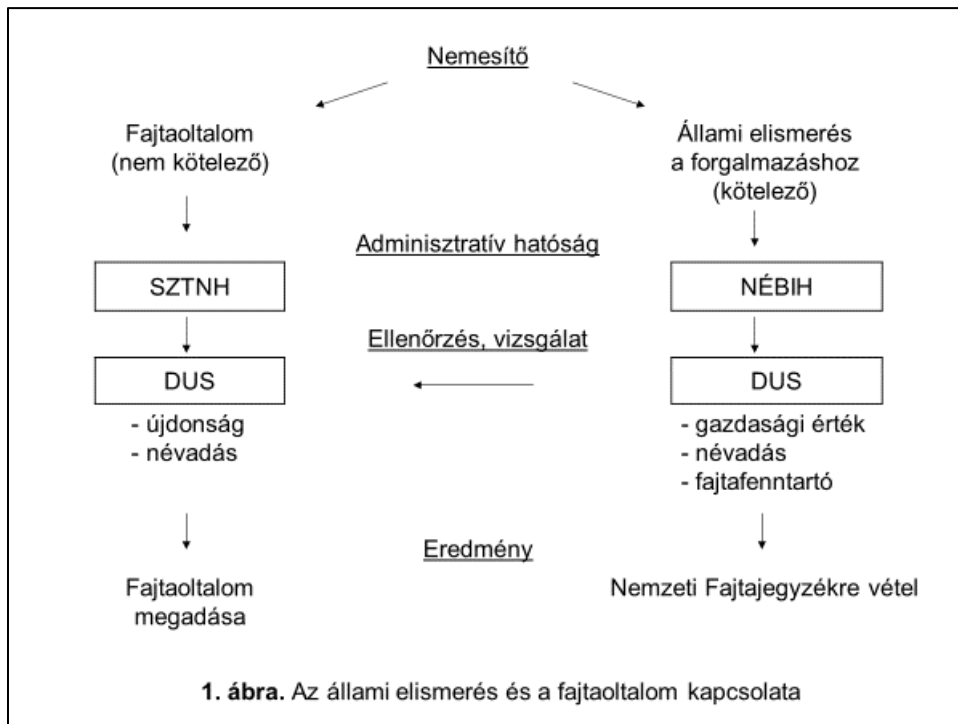 Nemesítő
Fajtaoltalom
(nem kötelező)
Állami elismerés
a forgalmazáshoz
(kötelező)
Adminisztratív hatóság
SZTNH
NÉBIH
Ellenőrzés, vizsgálat
DUS
- újdonság
- névadás
DUS
- gazdasági érték
- névadás
- fajtafenntartó
Eredmény
Fajtaoltalom
megadása
Nemzeti Fajtajegyzékre vétel
1. ábra. Az állami elismerés és a fajtaoltalom kapcsolata